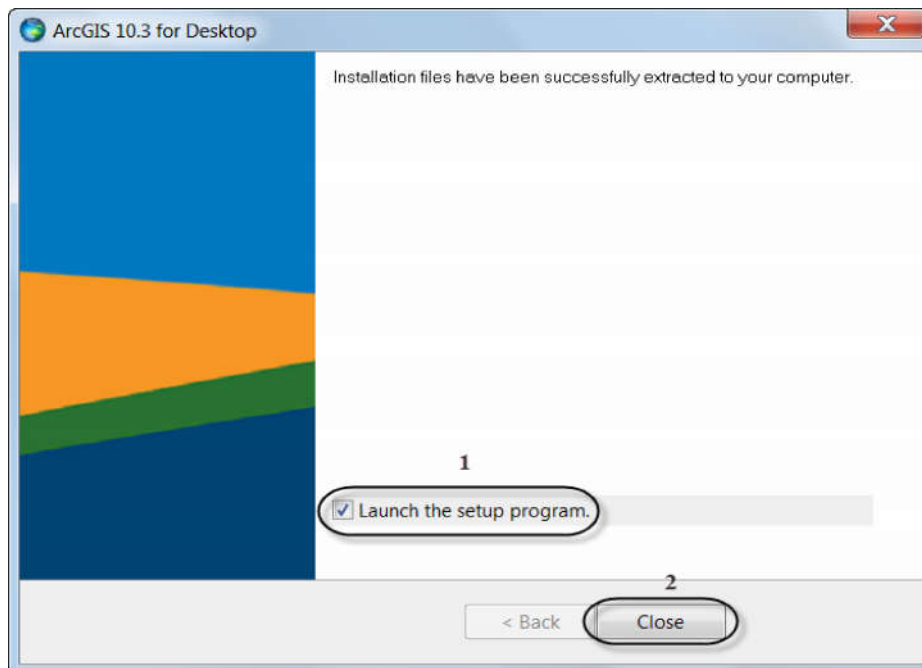 ArcGIS 10.3 for Desktop
Installation files have been successfully extracted to your computer.
1
Launch the setup program.
2
< Back
Close